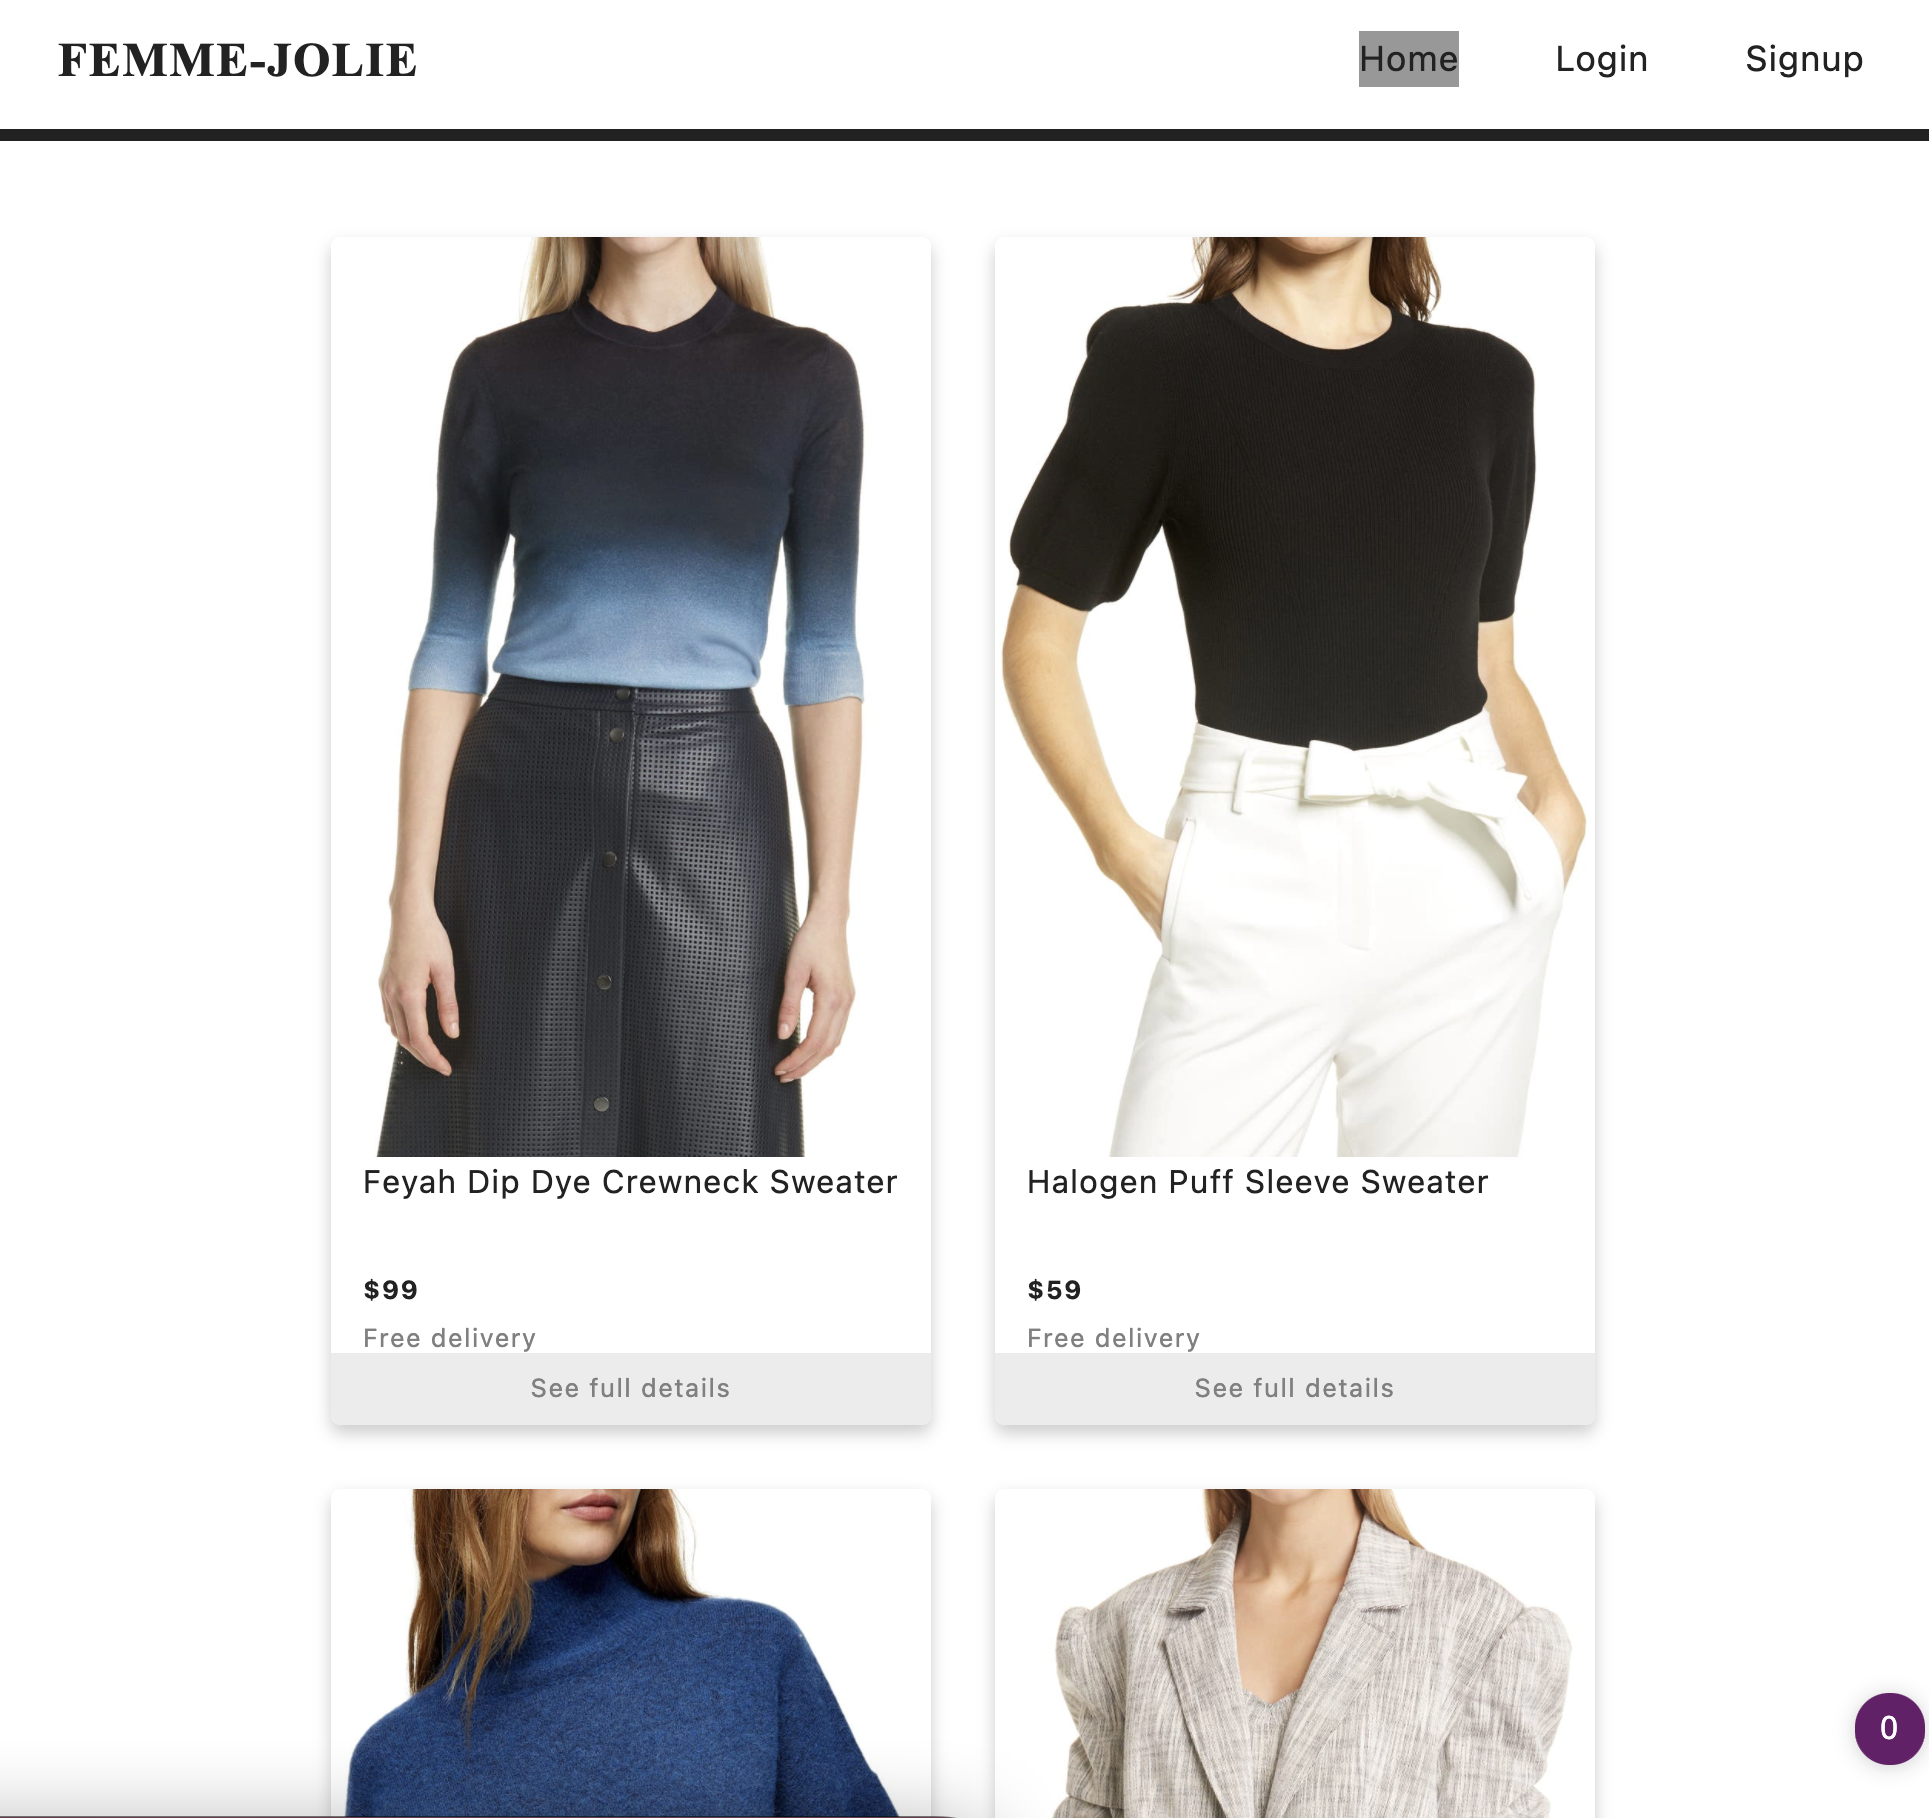 FEMME-JOLIE
Home Login Signup
Feyah Dip Dye Crewneck Sweater
$99
Free delivery
See full details
Halogen Puff Sleeve Sweater
$59
Free delivery
See full details
0